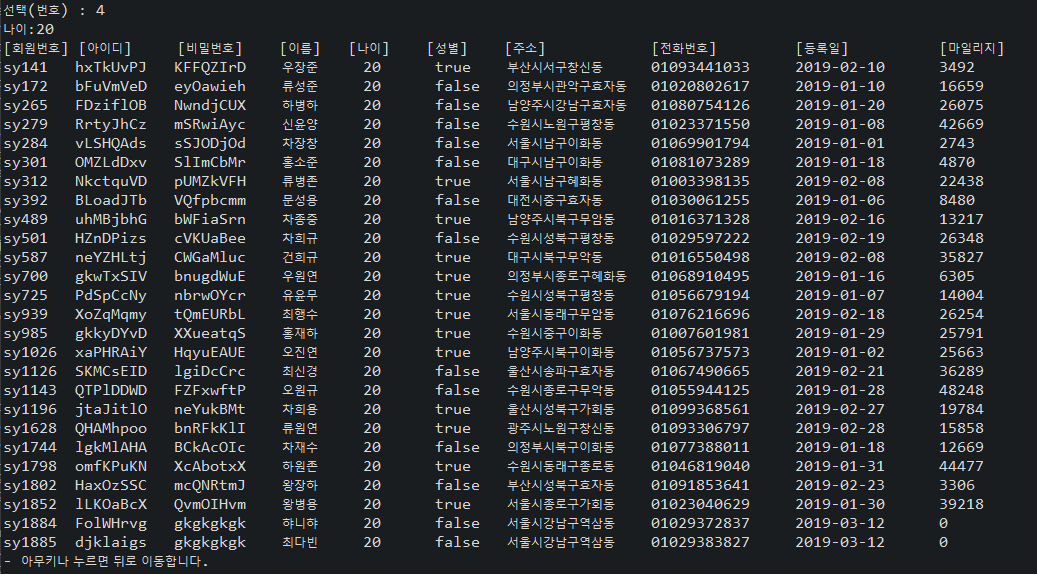 선택(번호) : 4
나이:20
[회원번호] [아이디] [비밀번호] [이름] [나이] [성별] [주소] [전화번호] [등록일] [마일리지]
sy141 hxTkUvPJ KFFQZIrD 우장준 20 true 부산시서구창신동 01093441033 2019-02-10 3492
sy172 bFuVmVeD eyOawieh 류성준 20 false 의정부시관악구효자동 01020802617 2019-01-10 16659
sy265 FDziflOB NwndjCUX 하병하 20 false 남양주시강남구효자동 01080754126 2019-01-20 26075
sy279 RrtyJhCz mSRwiAyc 신윤양 20 false 수원시노원구평창동 01023371550 2019-01-08 42669
sy284 vLSHQAds sSJODjOd 차장창 20 false 서울시남구이화동 01069901794 2019-01-01 2743
sy301 OMZLdDxv SlImCbMr 홍소준 20 false 대구시남구이화동 01081073289 2019-01-18 4870
sy312 NkctquVD pUMZkVFH 류병존 20 true 서울시남구혜화동 01003398135 2019-02-08 22438
sy392 BLoadJTb VQfpbcmm 문성용 20 false 대전시중구효자동 01030061255 2019-01-06 8480
sy489 uhMBjbhG bWFiaSrn 차종중 20 true 남양주시북구무암동 01016371328 2019-02-16 13217
sy501 HZnDPizs cVKUaBee 차희규 20 false 수원시성북구평창동 01029597222 2019-02-19 26348
sy587 neYZHLtj CWGaMluc 건희규 20 true 대구시북구무악동 01016550498 2019-02-08 35827
sy700 gkwTxSIV bnugdWuE 우원연 20 true 의정부시종로구혜화동 01068910495 2019-01-16 6305
sy725 PdSpCcNy nbrwOYcr 유윤무 20 true 수원시성북구평창동 01056679194 2019-01-07 14004
sy939 XoZqMqmy tQmEURbL 최행수 20 true 서울시동래구무암동 01076216696 2019-02-18 26254
sy985 gkkyDYvD XXueatqS 홍재하 20 true 수원시중구이화동 01007601981 2019-01-29 25791
sy1026 xaPHRAiY HqyuEAUE 오진연 20 true 남양주시북구이화동 01056737573 2019-01-02 25663
sy1126 SKMCsEID lgiDcCrc 최신경 20 false 울산시송파구효자동 01067490665 2019-02-21 36289
sy1143 QTPlDDWD FZFxwftP 오원규 20 false 수원시종로구무악동 01055944125 2019-01-28 48248
sy1196 jtaJitlO neYukBMt 차희용 20 true 울산시성북구가회동 01099368561 2019-02-27 19784
sy1628 QHAMhpoo bnRFkKlI 류원연 20 true 광주시노원구창신동 01093306797 2019-02-28 15858
sy1744 lgkMlAHA BCkAcOIc 차재수 20 false 의정부시북구이화동 01077388011 2019-01-18 12669
sy1798 omfKPuKN XcAbotxX 하원존 20 true 수원시동래구종로동 01046819040 2019-01-31 44477
sy1802 HaxOzSSC mcQNRtmJ 왕장하 20 false 부산시성북구효자동 01091853641 2019-02-23 3306
sy1852 lLKOaBcX QvmOIHvm 왕병용 20 true 서울시종로구가회동 01023040629 2019-01-30 39218
sy1884 FolWHrvg gkgkgkgk 햐니햐 20 false 서울시강남구역삼동 01029372837 2019-03-12 0
sy1885 djklaigs gkgkgkgk 최다빈 20 false 서울시강남구역삼동 01029383827 2019-03-12 0
- 아무키나 누르면 뒤로 이동합니다.